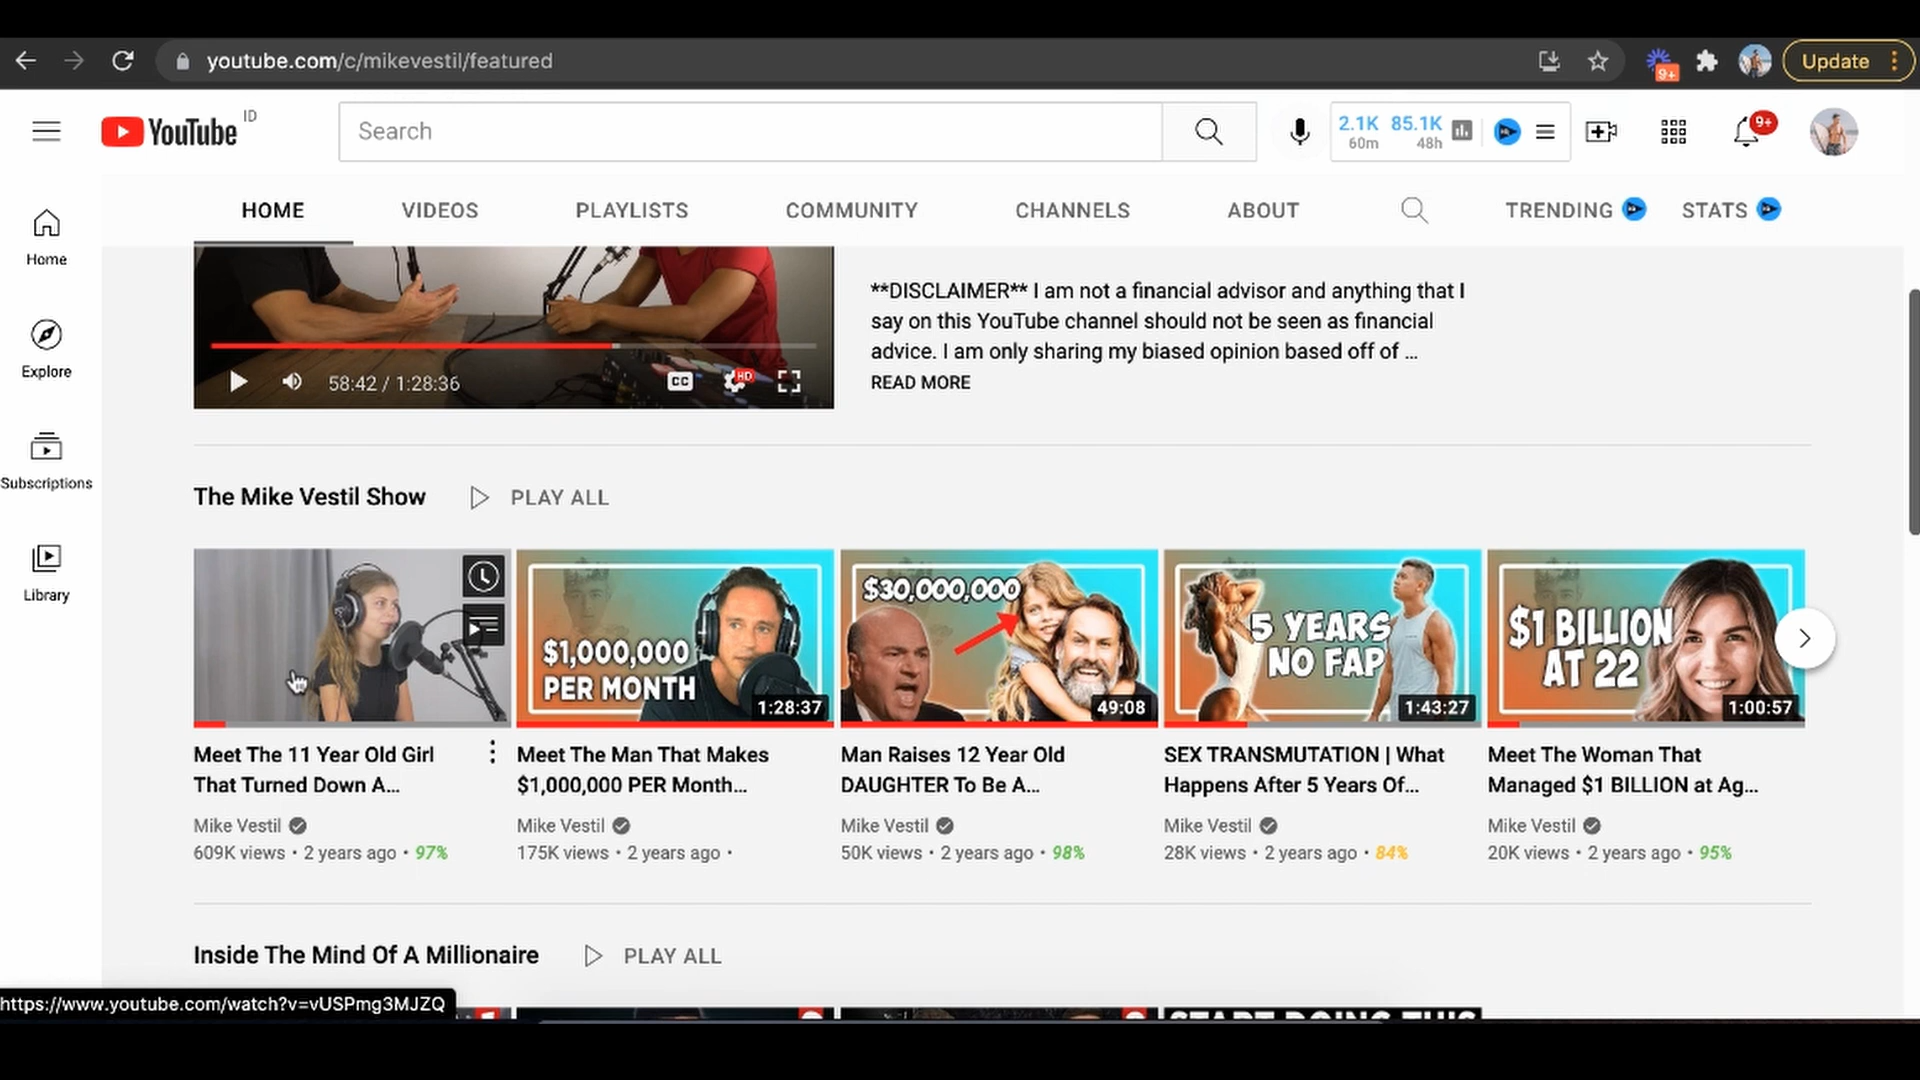 youtube.com/c/mikevestil/featured
9+
Update
YouTube
ID
Search
2.1K 85.1K
60m 48h
9+
HOME VIDEOS PLAYLISTS COMMUNITY CHANNELS ABOUT TRENDING STATS
Home
Explore
Subscriptions
Library
58:42 / 1:28:36
CC
HD
**DISCLAIMER** I am not a financial advisor and anything that I
say on this YouTube channel should not be seen as financial
advice. I am only sharing my biased opinion based off of ...
READ MORE
The Mike Vestil Show PLAY ALL
$1,000,000
PER MONTH
1:28:37
$30,000,000
49:08
5 YEARS
NO FAP
1:43:27
$1 BILLION
AT 22
1:00:57
Meet The 11 Year Old Girl
That Turned Down A...
Mike Vestil
609K views • 2 years ago • 97%
Meet The Man That Makes
$1,000,000 PER Month...
Mike Vestil
175K views • 2 years ago •
Man Raises 12 Year Old
DAUGHTER To Be A...
Mike Vestil
50K views • 2 years ago • 98%
SEX TRANSMUTATION | What
Happens After 5 Years Of...
Mike Vestil
28K views • 2 years ago • 84%
Meet The Woman That
Managed $1 BILLION at Ag...
Mike Vestil
20K views • 2 years ago • 95%
Inside The Mind Of A Millionaire PLAY ALL
https://www.youtube.com/watch?v=vUSPmg3MJZQ
START DOING THIS